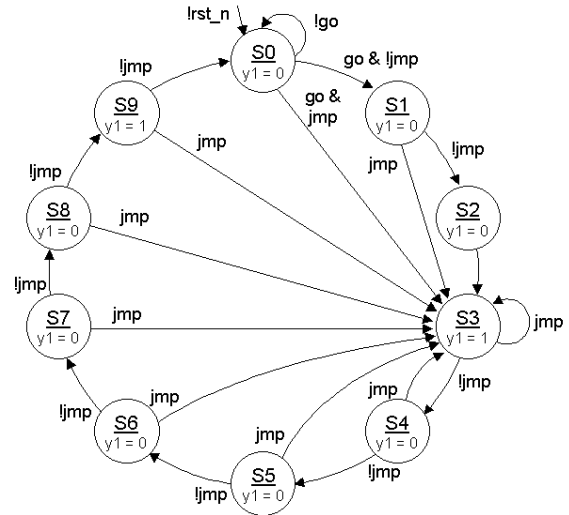 !rst_n
!go
S0
y1 = 0
go & !jmp
go &
jmp
!jmp
S9
y1 = 1
jmp
S1
y1 = 0
jmp
!jmp
!jmp
S8
y1 = 0
jmp
S2
y1 = 0
!jmp
S7
y1 = 0
jmp
S3
y1 = 1
jmp
!jmp
jmp
!jmp
S6
y1 = 0
jmp
S4
y1 = 0
jmp
!jmp
S5
y1 = 0
!jmp